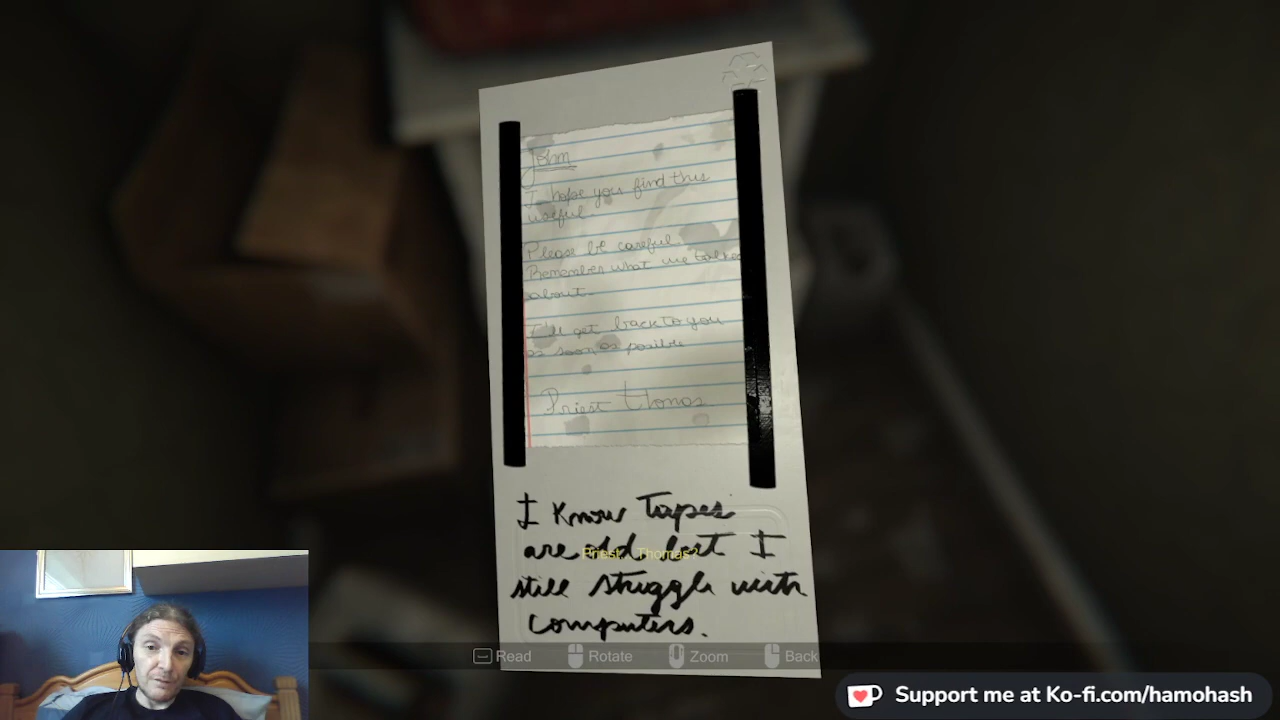 John
I hope you find this
useful.
Please be careful.
Remember what we talked
about.
I'll get back to you
as soon as posible
Priest Thomas
I Know Tapes
are old but I
still struggle with
computers.
Priest Thomas?
Read Rotate Zoom Back
Support me at Ko-fi.com/hamohash